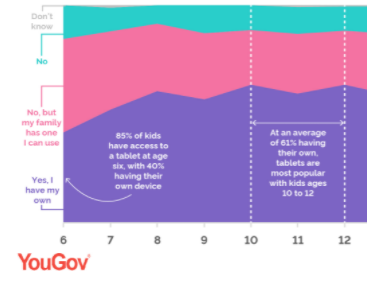 Don't
know
No
No, but
my family
has one
I can use
Yes, I
have my
own
85% of kids
have access to
a tablet at age
six, with 40%
having their
own device
At an average
of 61% having
their own,
tablets are
most popular
with kids ages
10 to 12
6 7 8 9 10 11 12
YouGov